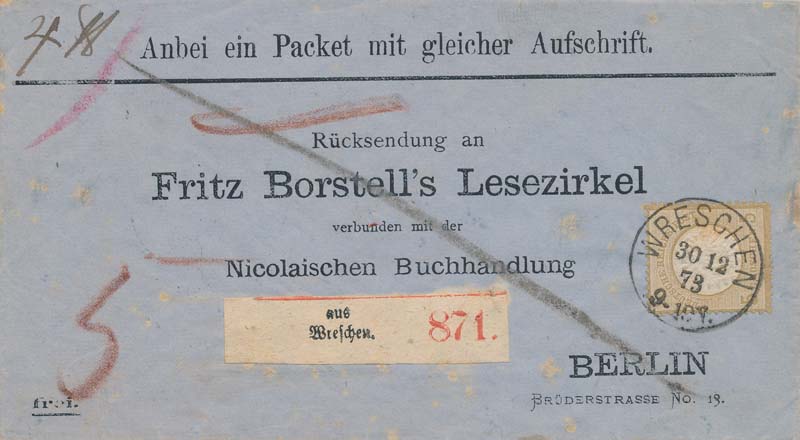 Anbei ein Packet mit gleicher Aufschrift.
Rücksendung an
Fritz Borstell's Lesezirkel
verbunden mit der
Nicolaischen Buchhandlung
WRESCHEN
30 12
73
aus
Wreschen.
871.
5
BERLIN
BRÜDERSTRASSE No. 13.
frei.